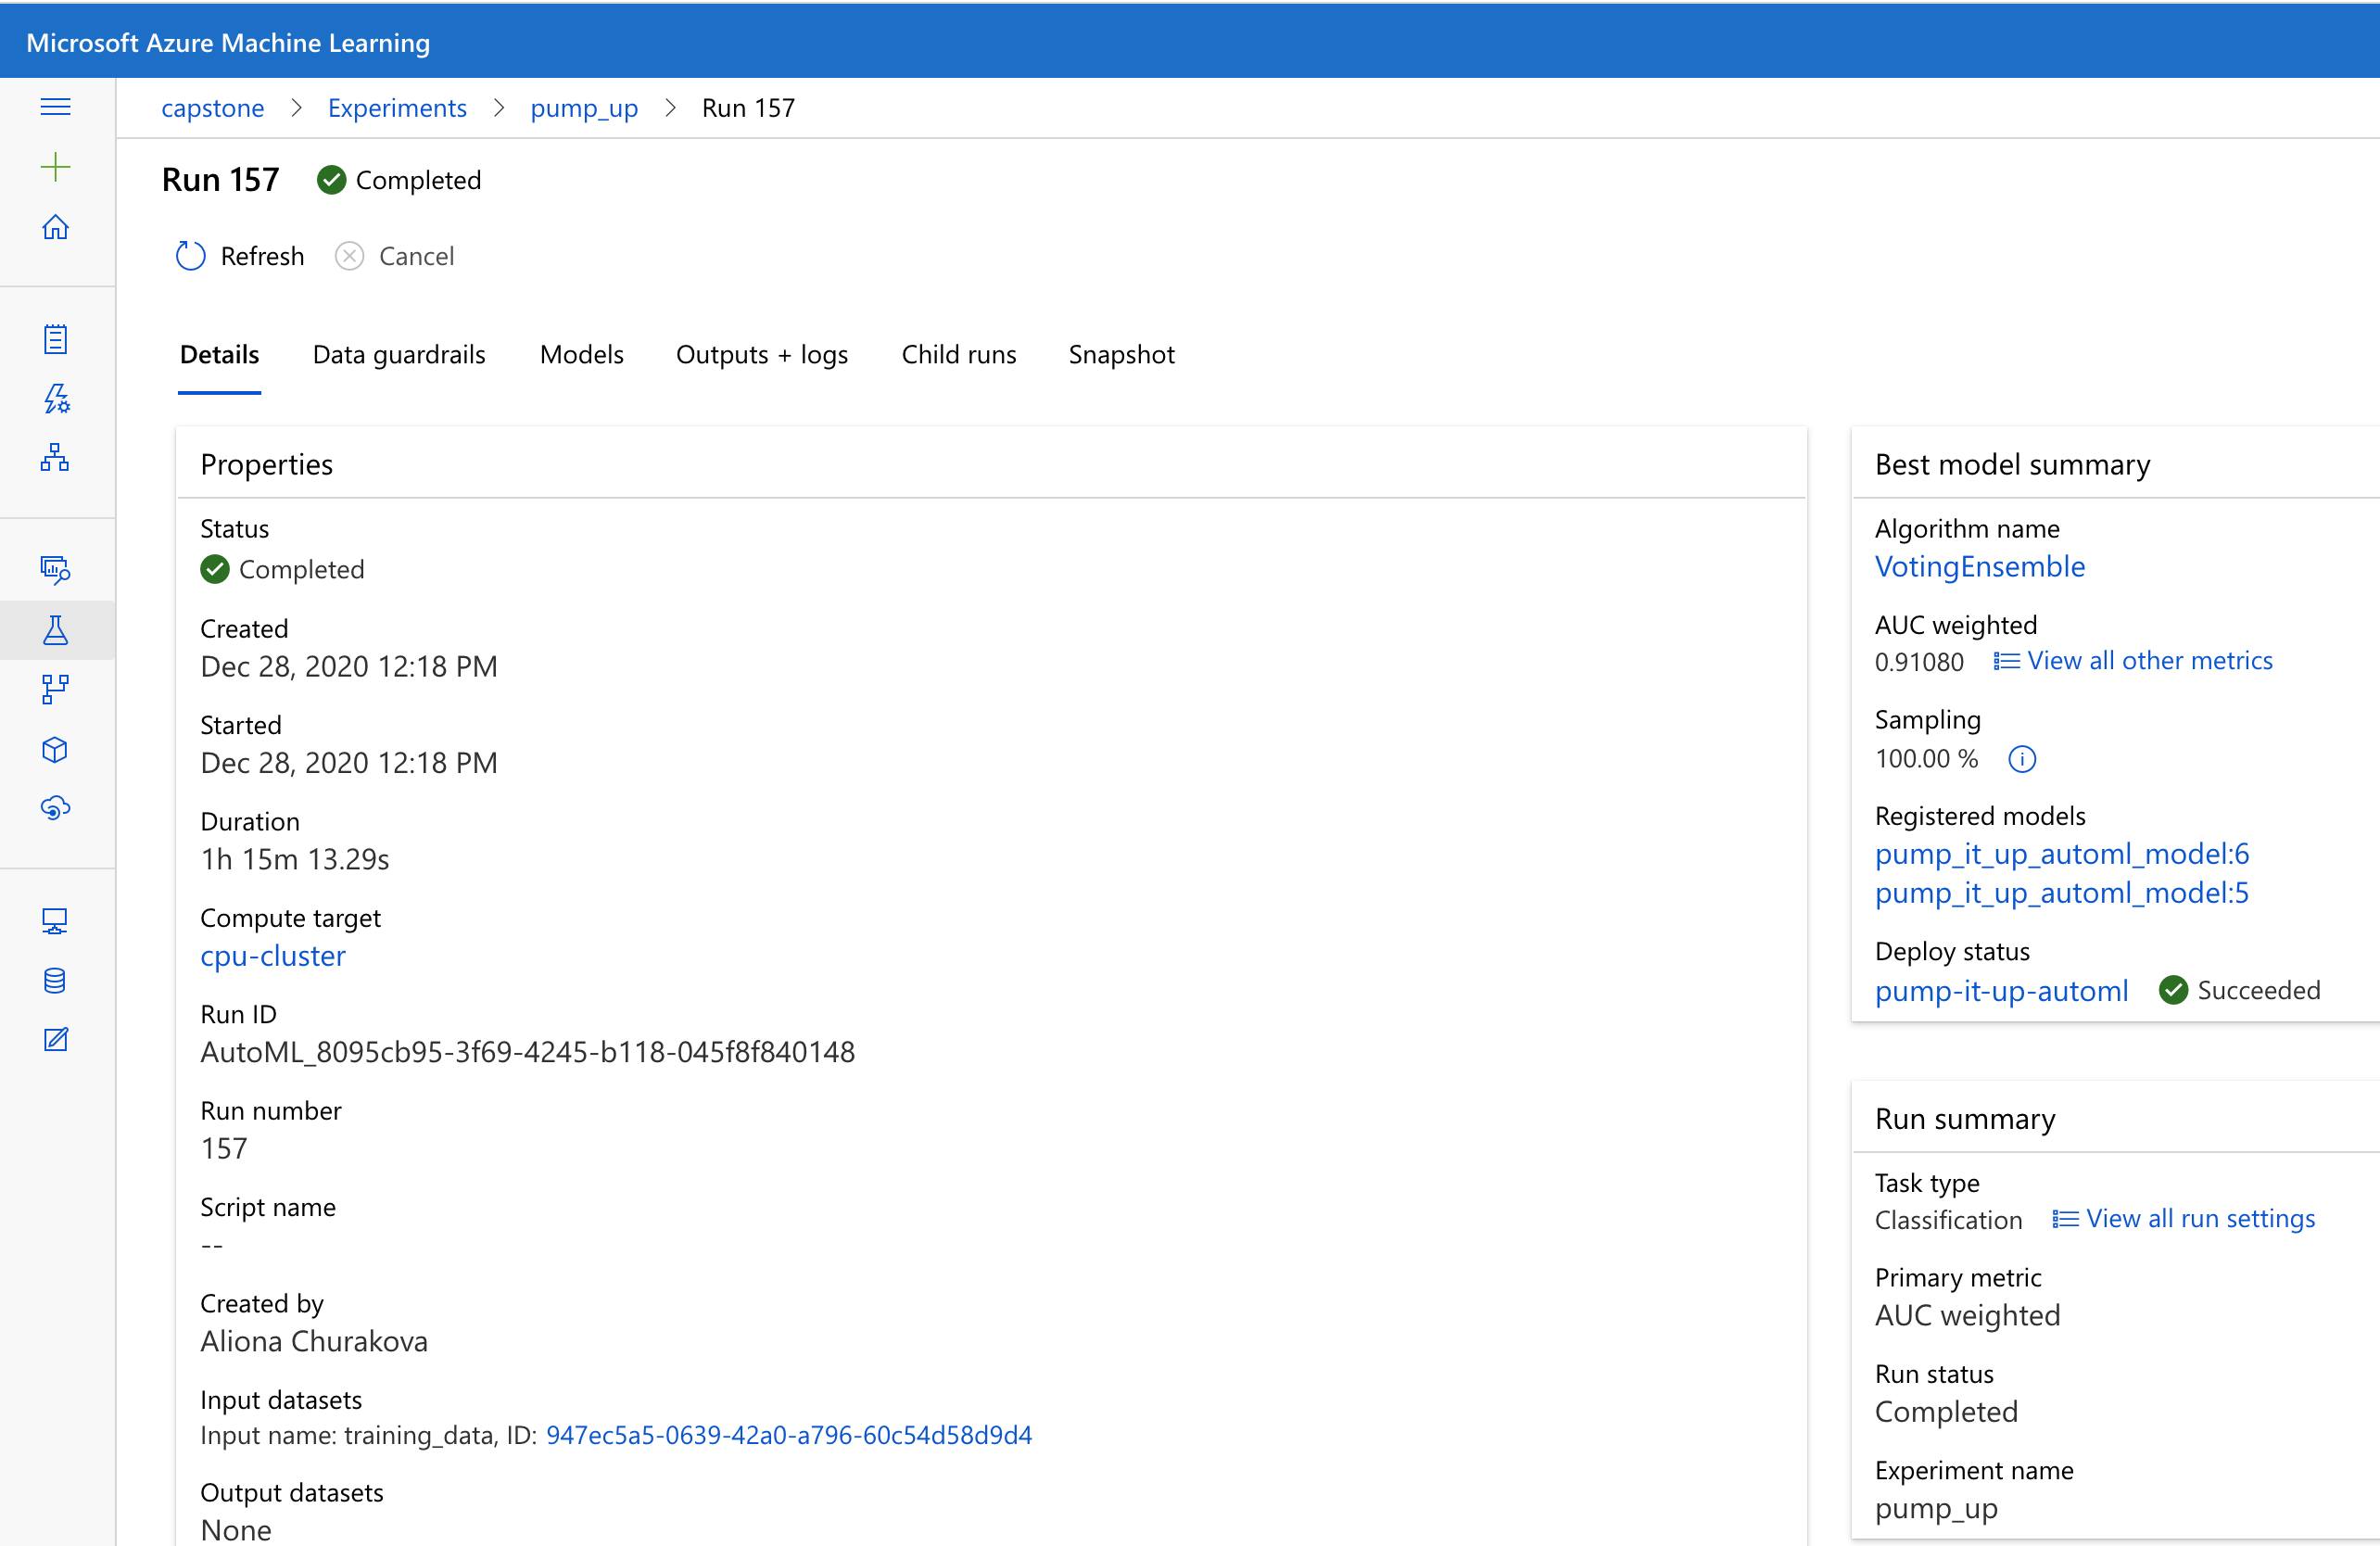 Microsoft Azure Machine Learning
capstone > Experiments > pump_up > Run 157
Run 157 Completed
Refresh Cancel
Details Data guardrails Models Outputs + logs Child runs Snapshot
Properties
Status
Completed
Created
Dec 28, 2020 12:18 PM
Started
Dec 28, 2020 12:18 PM
Duration
1h 15m 13.29s
Compute target
cpu-cluster
Run ID
AutoML_8095cb95-3f69-4245-b118-045f8f840148
Run number
157
Script name
--
Created by
Aliona Churakova
Input datasets
Input name: training_data, ID: 947ec5a5-0639-42a0-a796-60c54d58d9d4
Output datasets
None
Best model summary
Algorithm name
VotingEnsemble
AUC weighted
0.91080 View all other metrics
Sampling
100.00 %
Registered models
pump_it_up_automl_model:6
pump_it_up_automl_model:5
Deploy status
pump-it-up-automl Succeeded
Run summary
Task type
Classification View all run settings
Primary metric
AUC weighted
Run status
Completed
Experiment name
pump_up